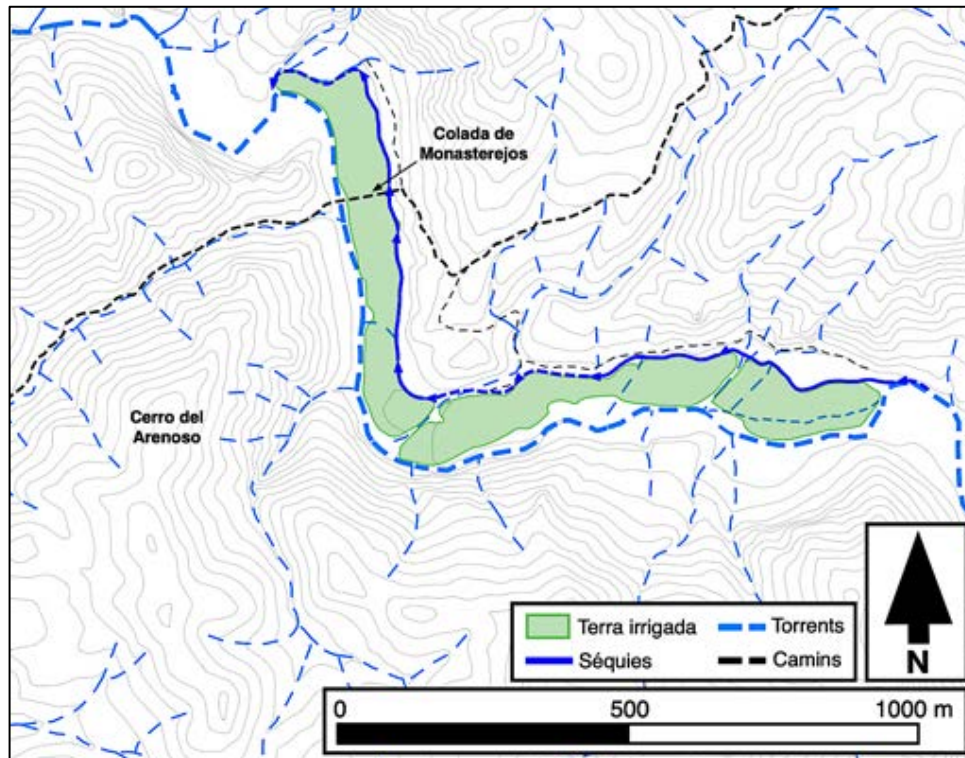 Colada de
Monasterejos
Cerro del
Arenoso
Terra irrigada
Torrents
Séquies
Camins
N
0 500 1000 m